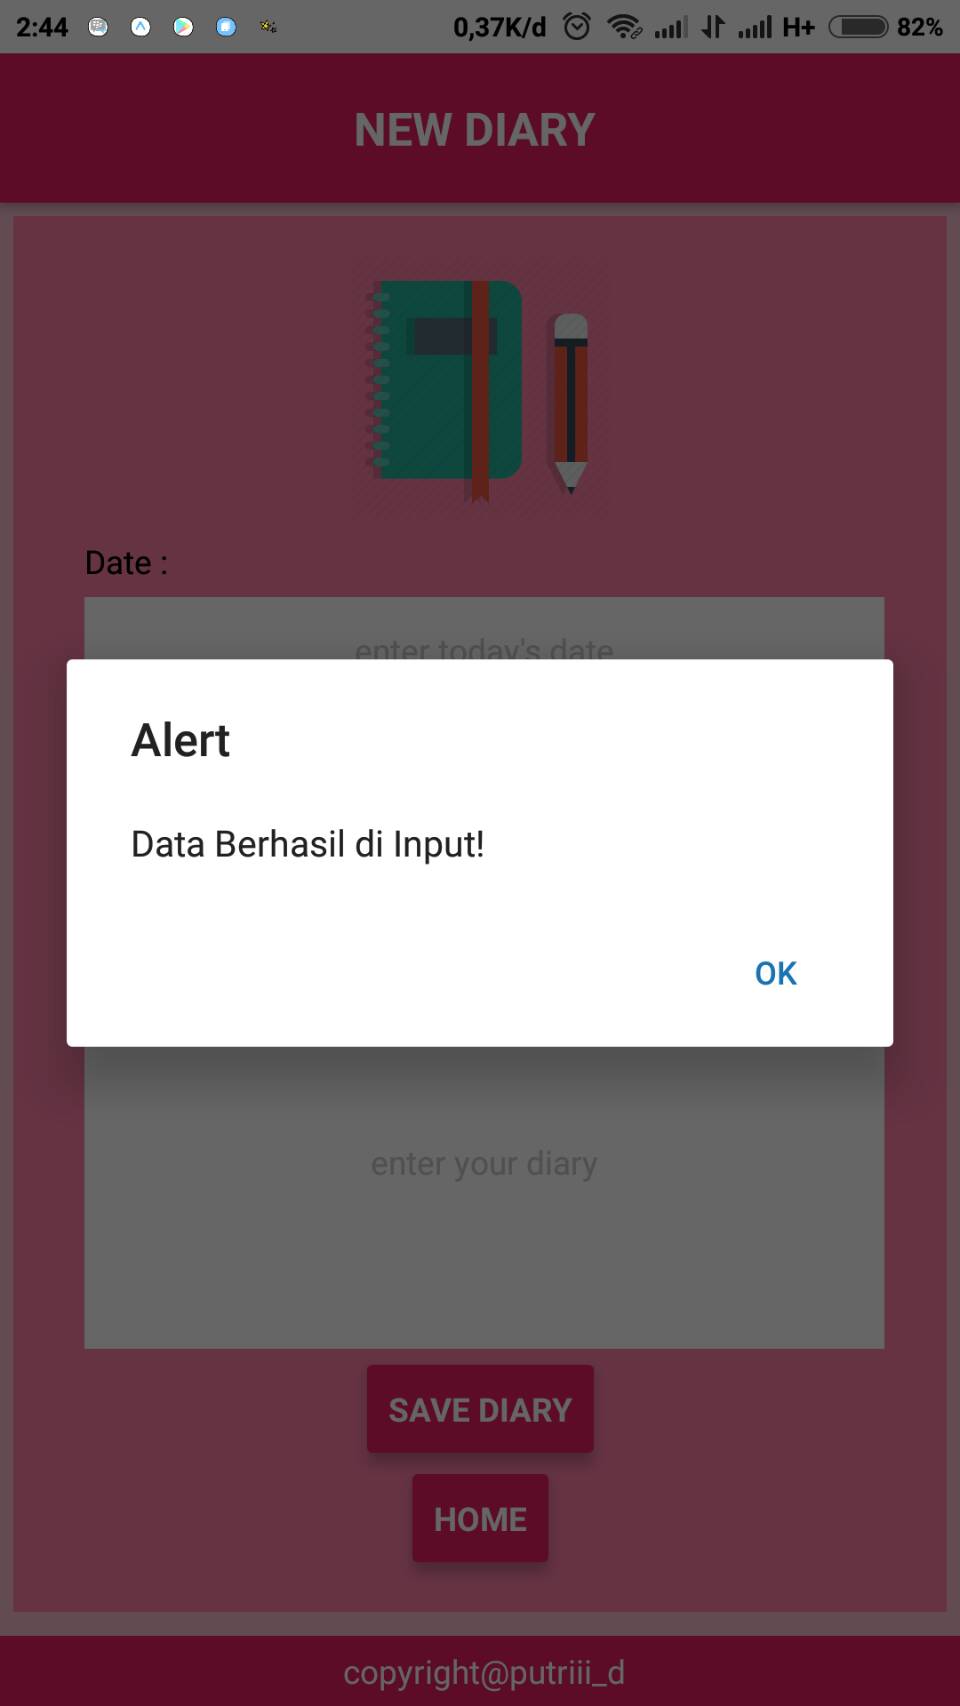 2:44 0,37K/d H+ 82%
NEW DIARY
Date :
enter today's date
Alert
Data Berhasil di Input!
OK
enter your diary
SAVE DIARY
HOME
copyright@putriii_d